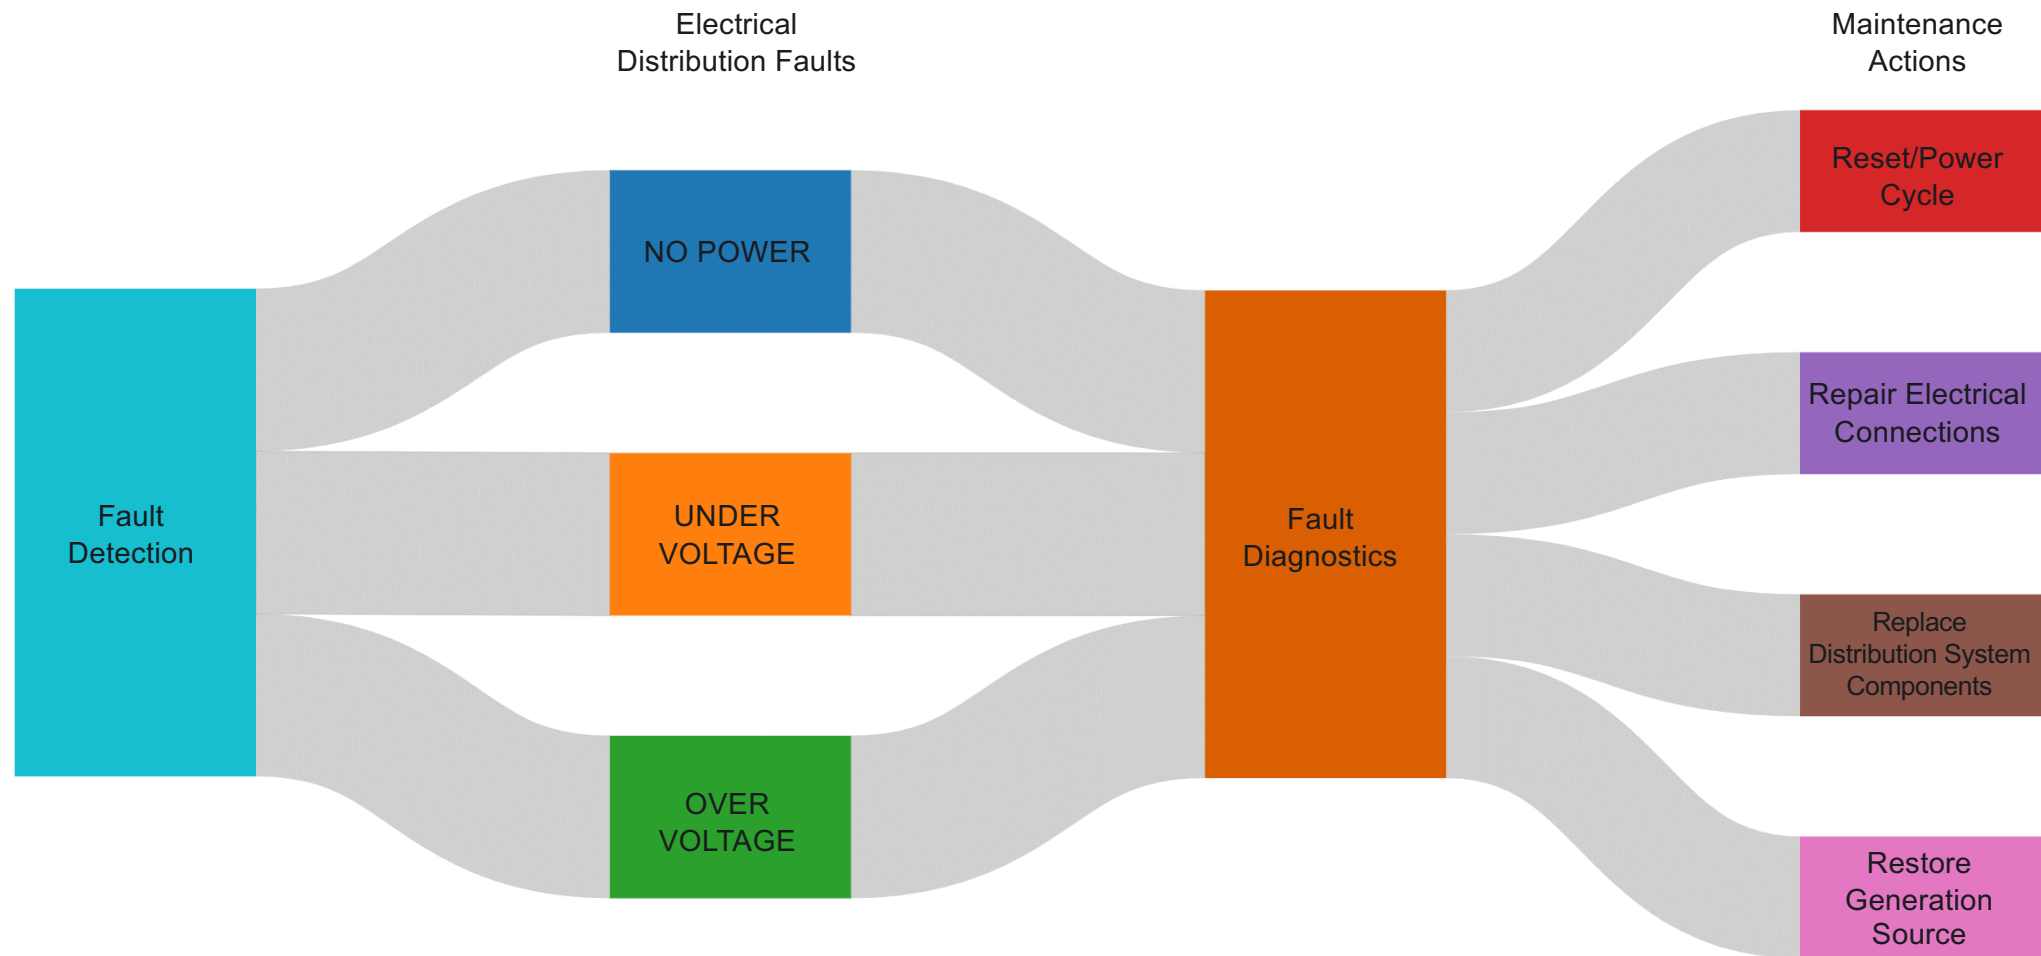 Electrical
Distribution Faults
Maintenance
Actions
Fault
Detection
NO POWER
UNDER
VOLTAGE
OVER
VOLTAGE
Fault
Diagnostics
Reset/Power
Cycle
Repair Electrical
Connections
Replace
Distribution System
Components
Restore
Generation
Source